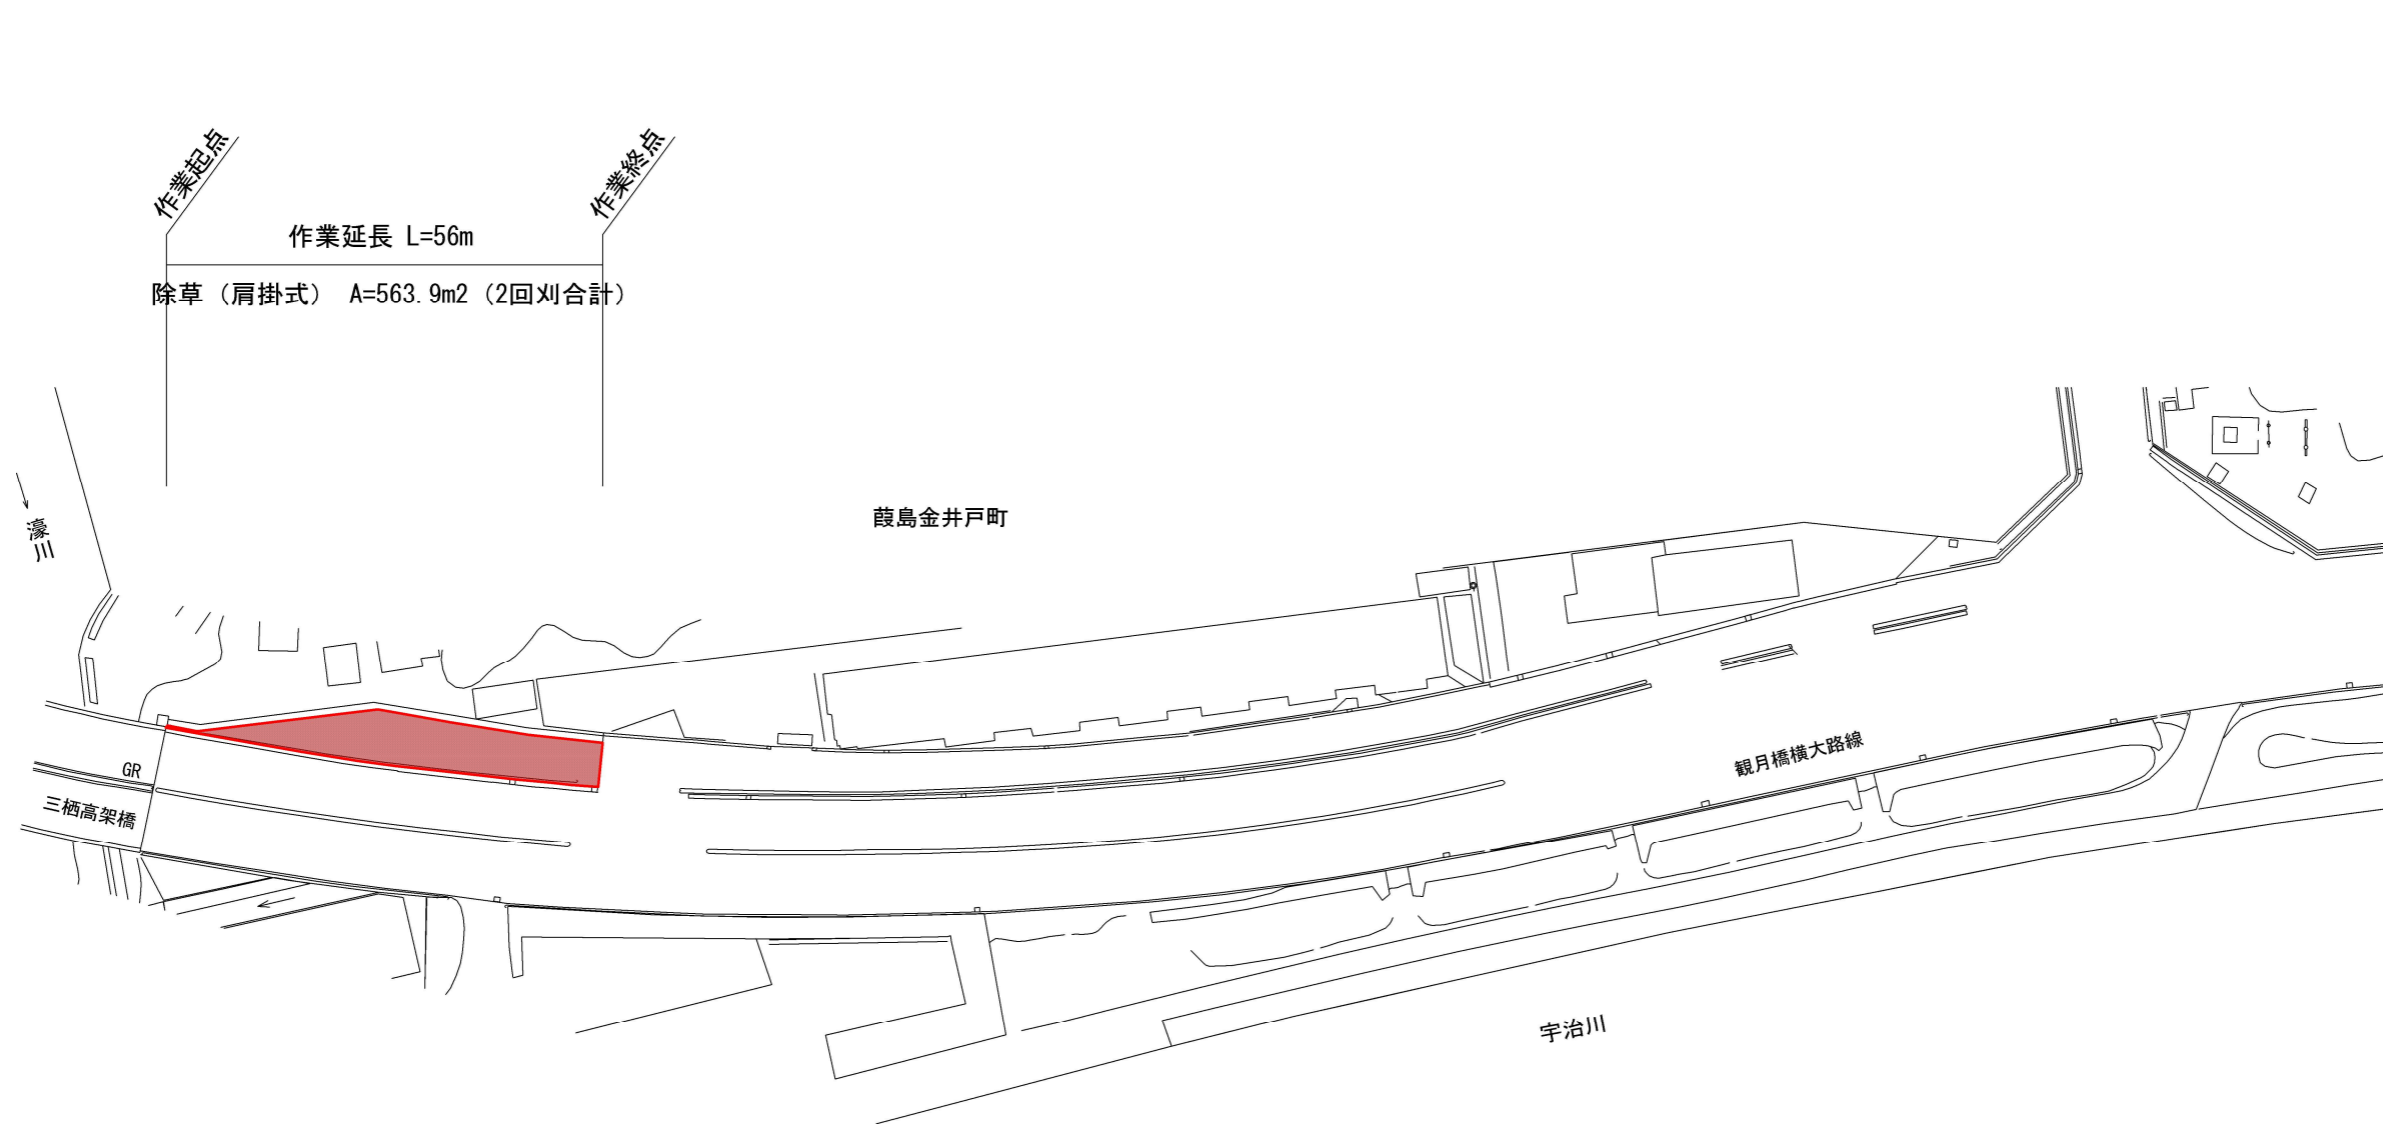 作業起点
作業終点
作業延長 L=56m
除草（肩掛式） A=563.9m2（2回刈合計）
濠川
葭島金井戸町
GR
三栖高架橋
観月橋横大路線
宇治川